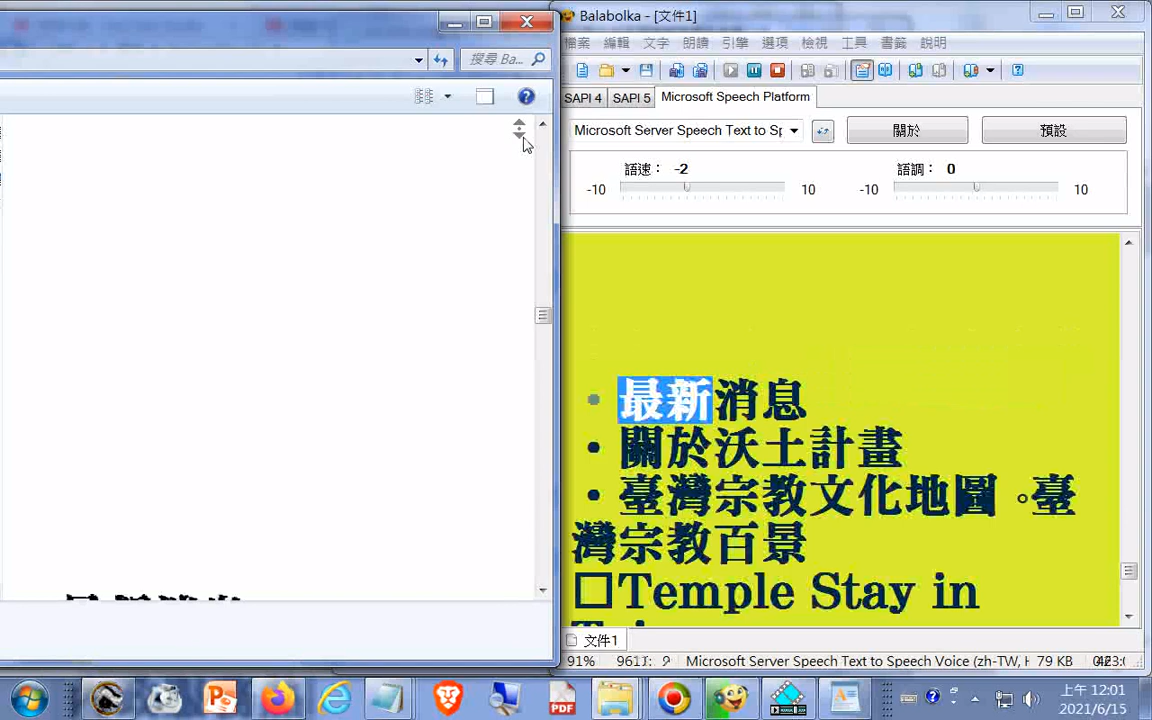 Balabolka - [文件1]
搜尋 Ba...
檔案 編輯 文字 朗讀 引擎 選項 檢視 工具 書籤 說明
SAPI 4 SAPI 5 Microsoft Speech Platform
Microsoft Server Speech Text to Sp
關於
預設
語速： -2
語調： 0
-10 10 -10 10
• 最新消息
• 關於沃土計畫
• 臺灣宗教文化地圖。臺
灣宗教百景
□Temple Stay in
文件1
91% Microsoft Server Speech Text to Speech Voice (zh-TW, H 79 KB
上午 12:01
2021/6/15